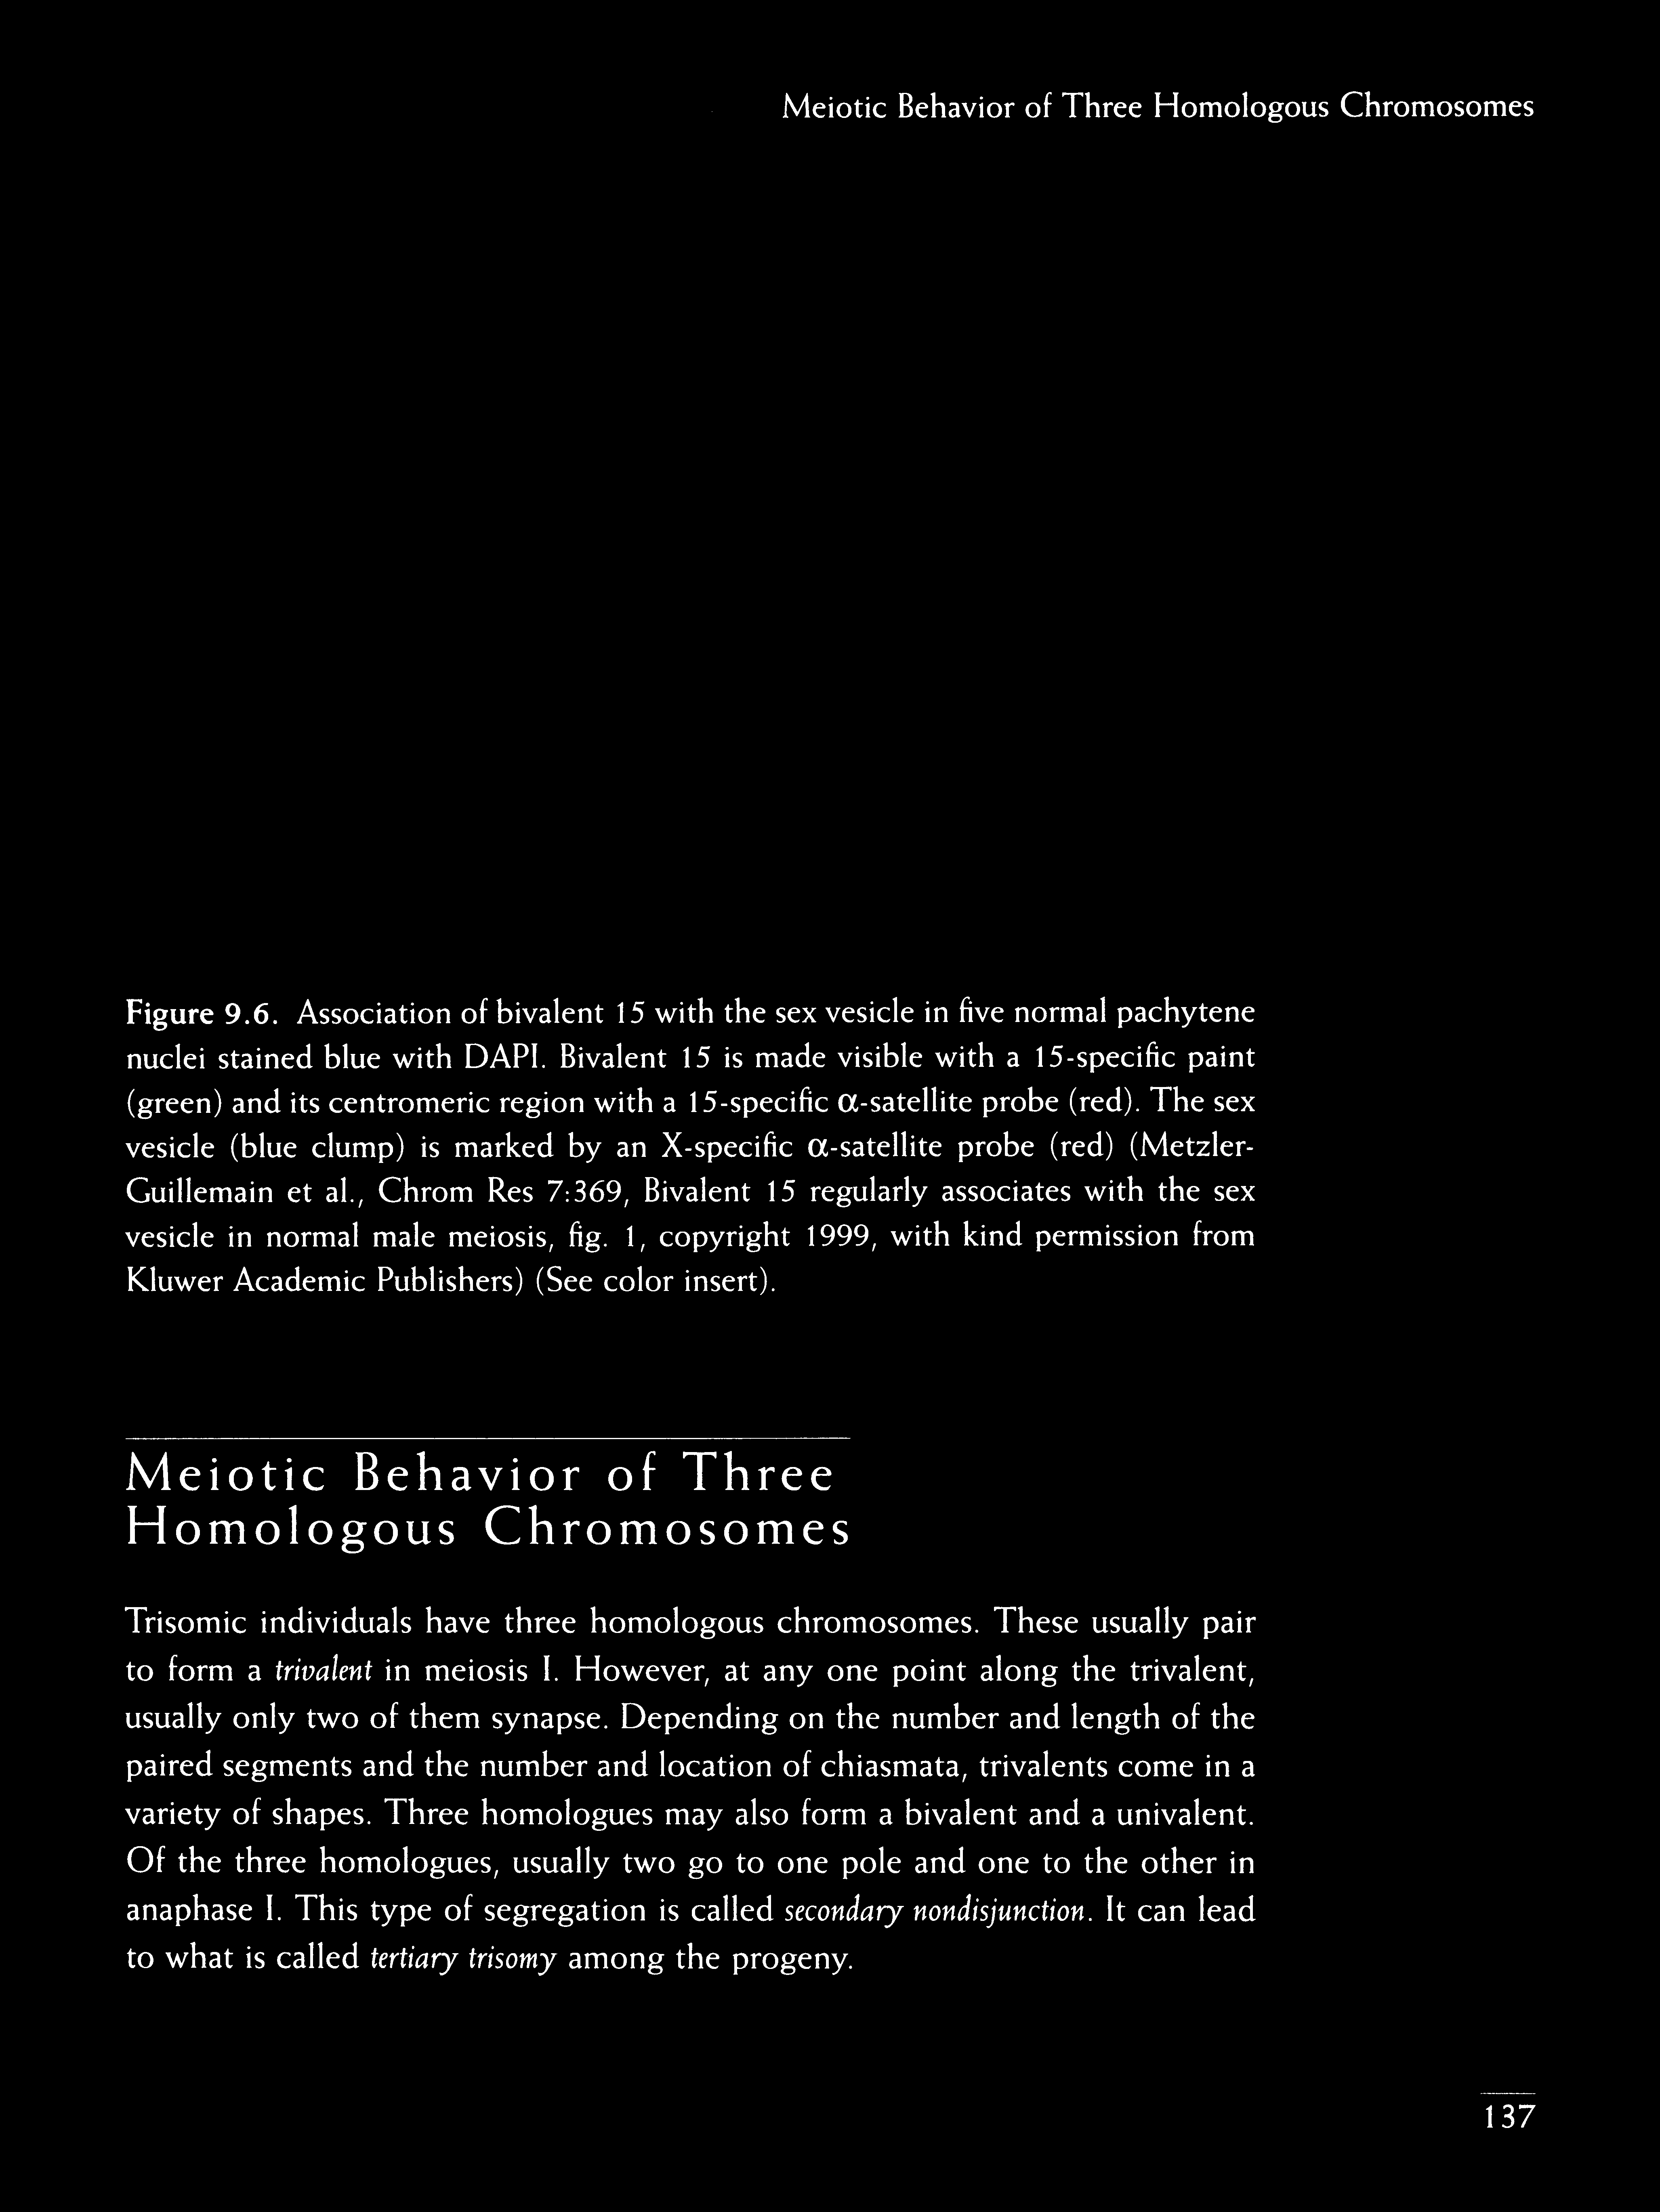 Meiotic Behavior of Three Homologous Chromosomes
Figure 9.6. Association of bivalent 15 with the sex vesicle in five normal pachytene
nuclei stained blue with DAPI. Bivalent 15 is made visible with a 15-specific paint
(green) and its centromeric region with a 15-specific α-satellite probe (red). The sex
vesicle (blue clump) is marked by an X-specific α-satellite probe (red) (Metzler-
Guillemain et al., Chrom Res 7:369, Bivalent 15 regularly associates with the sex
vesicle in normal male meiosis, fig. 1, copyright 1999, with kind permission from
Kluwer Academic Publishers) (See color insert).
Meiotic Behavior of Three
Homologous Chromosomes
Trisomic individuals have three homologous chromosomes. These usually pair
to form a trivalent in meiosis I. However, at any one point along the trivalent,
usually only two of them synapse. Depending on the number and length of the
paired segments and the number and location of chiasmata, trivalents come in a
variety of shapes. Three homologues may also form a bivalent and a univalent.
Of the three homologues, usually two go to one pole and one to the other in
anaphase I. This type of segregation is called secondary nondisjunction. It can lead
to what is called tertiary trisomy among the progeny.
137